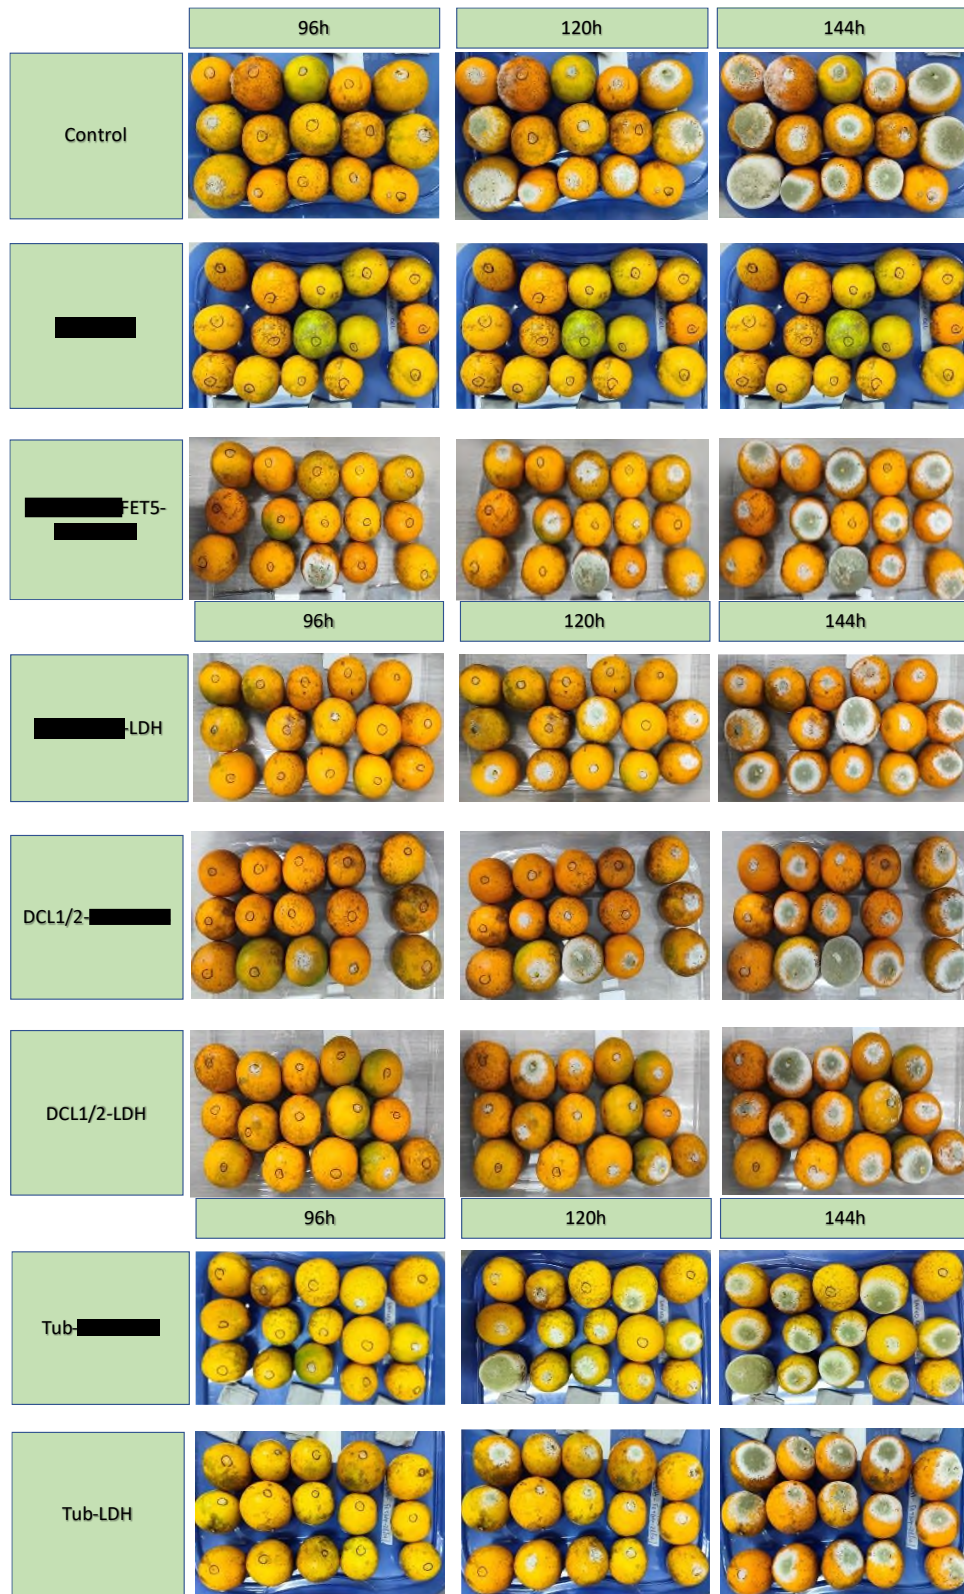 96h
120h
144h
Control
FET5-
96h
120h
144h
-LDH
DCL1/2-
DCL1/2-LDH
96h
120h
144h
Tub-
Tub-LDH